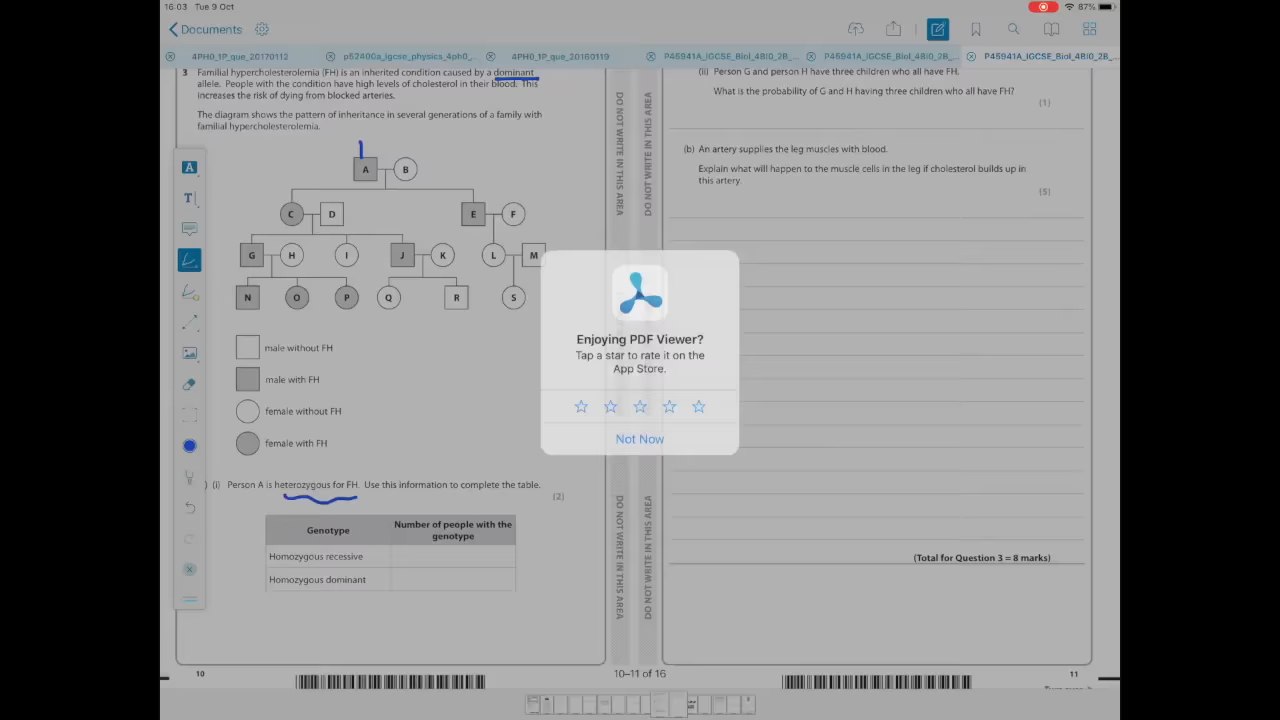 16:03 Tue 9 Oct
87%
Documents
4PH0_1P_que_20170112
p52400a_igcse_physics_4ph0_...
4PH0_1P_que_20160119
P45941A_IGCSE_Biol_4BI0_2B_...
P45941A_IGCSE_Biol_4BI0_2B_...
P45941A_IGCSE_Biol_4BI0_2B_...
3 Familial hypercholesterolemia (FH) is an inherited condition caused by a dominant
allele. People with the condition have high levels of cholesterol in their blood. This
increases the risk of dying from blocked arteries.
The diagram shows the pattern of inheritance in several generations of a family with
familial hypercholesterolemia.
A B
C D E F
G H I J K L M
N O P Q R S
male without FH
male with FH
female without FH
female with FH
) (i) Person A is heterozygous for FH. Use this information to complete the table.
(2)
Genotype
Number of people with the
genotype
Homozygous recessive
Homozygous dominant
10
DO NOT WRITE IN THIS AREA
DO NOT WRITE IN THIS AREA
DO NOT WRITE IN THIS AREA
DO NOT WRITE IN THIS AREA
(ii) Person G and person H have three children who all have FH.
What is the probability of G and H having three children who all have FH?
(1)
(b) An artery supplies the leg muscles with blood.
Explain what will happen to the muscle cells in the leg if cholesterol builds up in
this artery.
(5)
(Total for Question 3 = 8 marks)
11
Enjoying PDF Viewer?
Tap a star to rate it on the
App Store.
Not Now
10–11 of 16
A
T